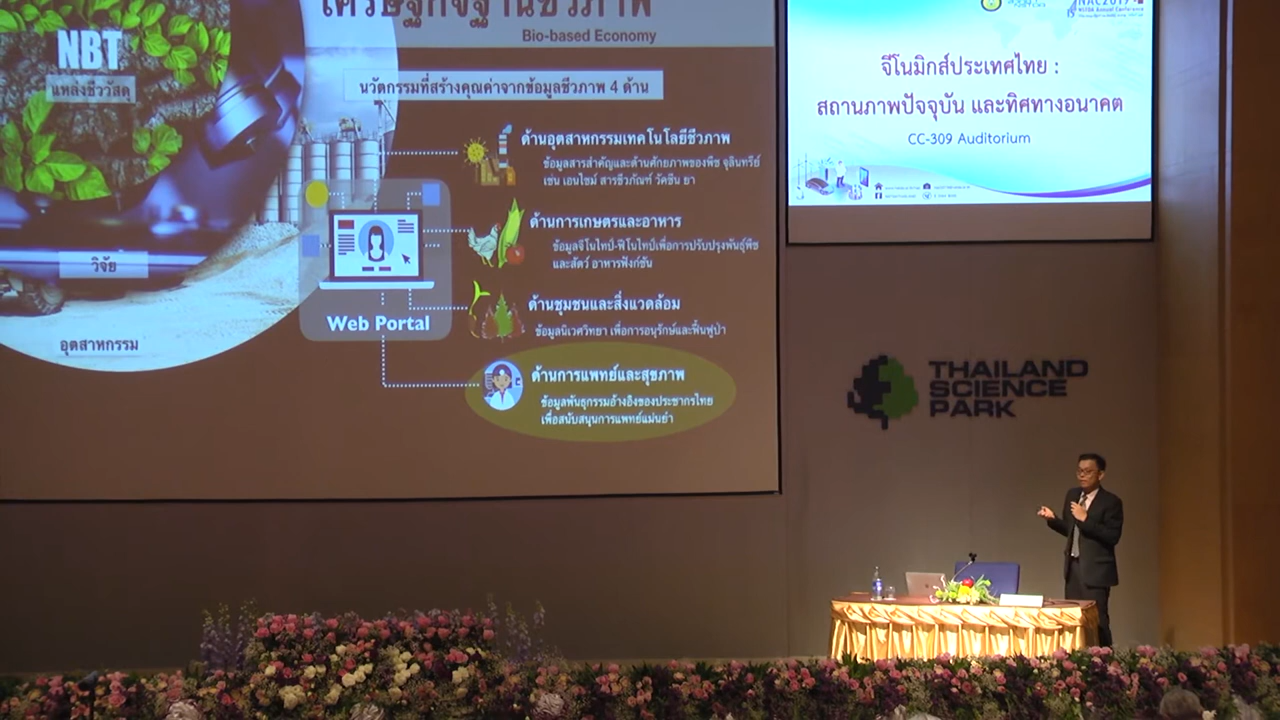 เศรษฐกิจฐานชีวภาพ
Bio-based Economy
NBT
แหล่งชีววัสดุ
นวัตกรรมที่สร้างคุณค่าจากข้อมูลชีวภาพ 4 ด้าน
ด้านอุตสาหกรรมเทคโนโลยีชีวภาพ
ข้อมูลสารสำคัญและด้านศักยภาพของพืช จุลินทรีย์
เช่น เอนไซม์ สารชีวภัณฑ์ วัคซีน ยา
ด้านการเกษตรและอาหาร
ข้อมูลจีโนไทป์-ฟีโนไทป์เพื่อการปรับปรุงพันธุ์พืช
และสัตว์ อาหารฟังก์ชัน
วิจัย
ด้านชุมชนและสิ่งแวดล้อม
ข้อมูลนิเวศวิทยา เพื่อการอนุรักษ์และฟื้นฟูป่า
Web Portal
อุตสาหกรรม
ด้านการแพทย์และสุขภาพ
ข้อมูลพันธุกรรมอ้างอิงของประชากรไทย
เพื่อสนับสนุนการแพทย์แม่นยำ
NAC2019
NSTDA Annual Conference
จีโนมิกส์ประเทศไทย :
สถานภาพปัจจุบัน และทิศทางอนาคต
CC-309 Auditorium
THAILAND
SCIENCE
PARK